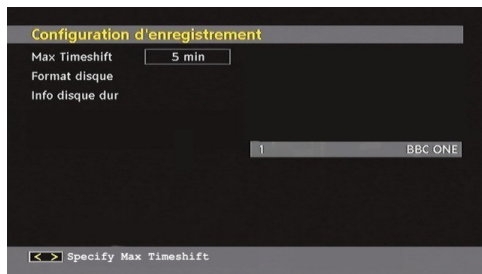 Configuration d'enregistrement
Max Timeshift 5 min
Format disque
Info disque dur
1 BBC ONE
< > Specify Max Timeshift